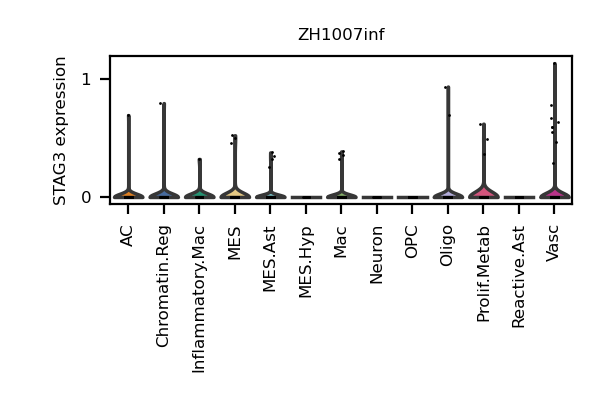 ZH1007inf
STAG3 expression
1
0
AC
Chromatin.Reg
Inflammatory.Mac
MES
MES.Ast
MES.Hyp
Mac
Neuron
OPC
Oligo
Prolif.Metab
Reactive.Ast
Vasc